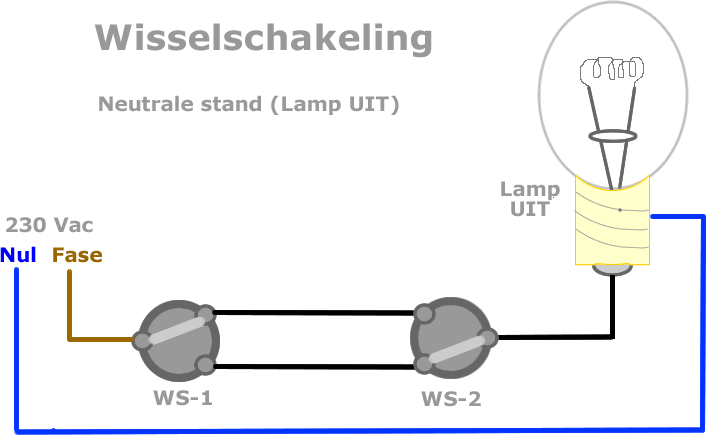 Wisselschakeling
Neutrale stand (Lamp UIT)
Lamp
UIT
230 Vac
Nul Fase
WS-1
WS-2